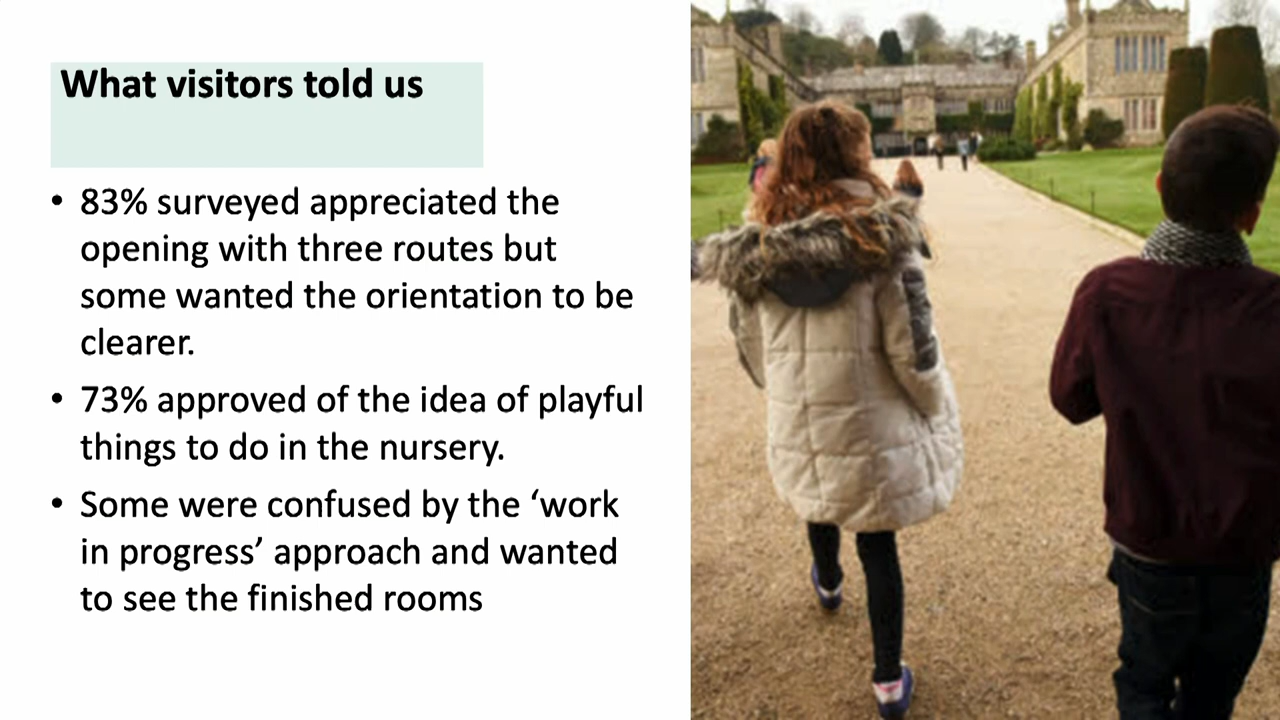 What visitors told us
• 83% surveyed appreciated the
opening with three routes but
some wanted the orientation to be
clearer.
• 73% approved of the idea of playful
things to do in the nursery.
• Some were confused by the ‘work
in progress’ approach and wanted
to see the finished rooms